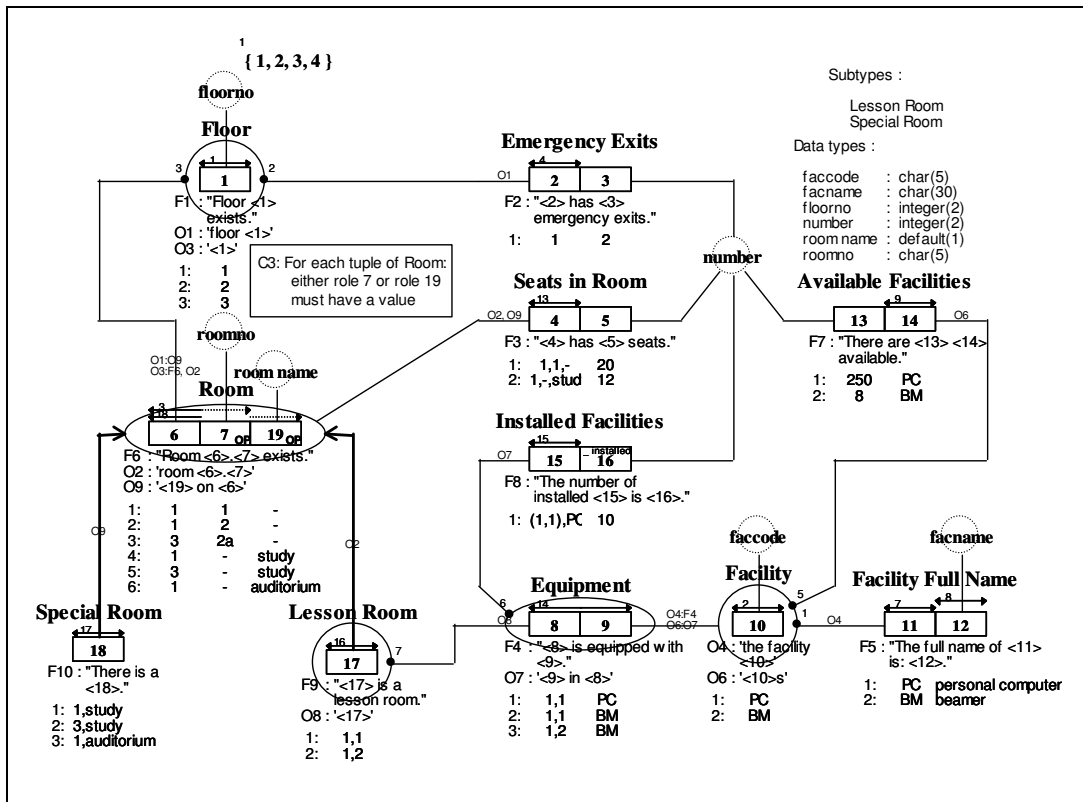 1
{ 1, 2, 3, 4 }
floorno
Floor
3
2
1
1
F1 : "Floor <1>
exists."
O1 : 'floor <1>'
O3 : '<1>'
1: 1
2: 2
3: 3
O1
Emergency Exits
4
2 3
F2 : "<2> has <3>
emergency exits."
1: 1 2
Subtypes :
Lesson Room
Special Room
Data types :
faccode : char(5)
facname : char(30)
floorno : integer(2)
number : integer(2)
room name : default(1)
roomno : char(5)
number
C3: For each tuple of Room:
either role 7 or role 19
must have a value
Seats in Room
O2, O9
13
4 5
F3 : "<4> has <5> seats."
1: 1,1,- 20
2: 1,-,stud 12
Available Facilities
9
13 14
O6
F7 : "There are <13> <14>
available."
1: 250 PC
2: 8 BM
roomno
room name
O1:O9
O3:F6, O2
Room
3
18
6 7 OP 19 OP
F6 : "Room <6>.<7> exists."
O2 : 'room <6>.<7>'
O9 : '<19> on <6>'
1: 1 1 -
2: 1 2 -
3: 3 2a -
4: 1 - study
5: 3 - study
6: 1 - auditorium
O9
O2
Installed Facilities
O7
15
_ installed
15 16
F8 : "The number of
installed <15> is <16>."
1: (1,1),PC 10
Special Room
17
18
F10 : "There is a
<18>."
1: 1,study
2: 3,study
3: 1,auditorium
Lesson Room
16
17
7
F9 : "<17> is a
lesson room."
O8 : '<17>'
1: 1,1
2: 1,2
Equipment
6
O8
14
8 9
O4:F4
O6:O7
F4 : "<8> is equipped with
<9>."
O7 : '<9> in <8>'
1: 1,1 PC
2: 1,1 BM
3: 1,2 BM
faccode
Facility
5
1
2
10
O4
O4 : 'the facility
<10>'
O6 : '<10>s'
1: PC
2: BM
facname
Facility Full Name
7 8
11 12
F5 : "The full name of <11>
is: <12>."
1: PC personal computer
2: BM beamer